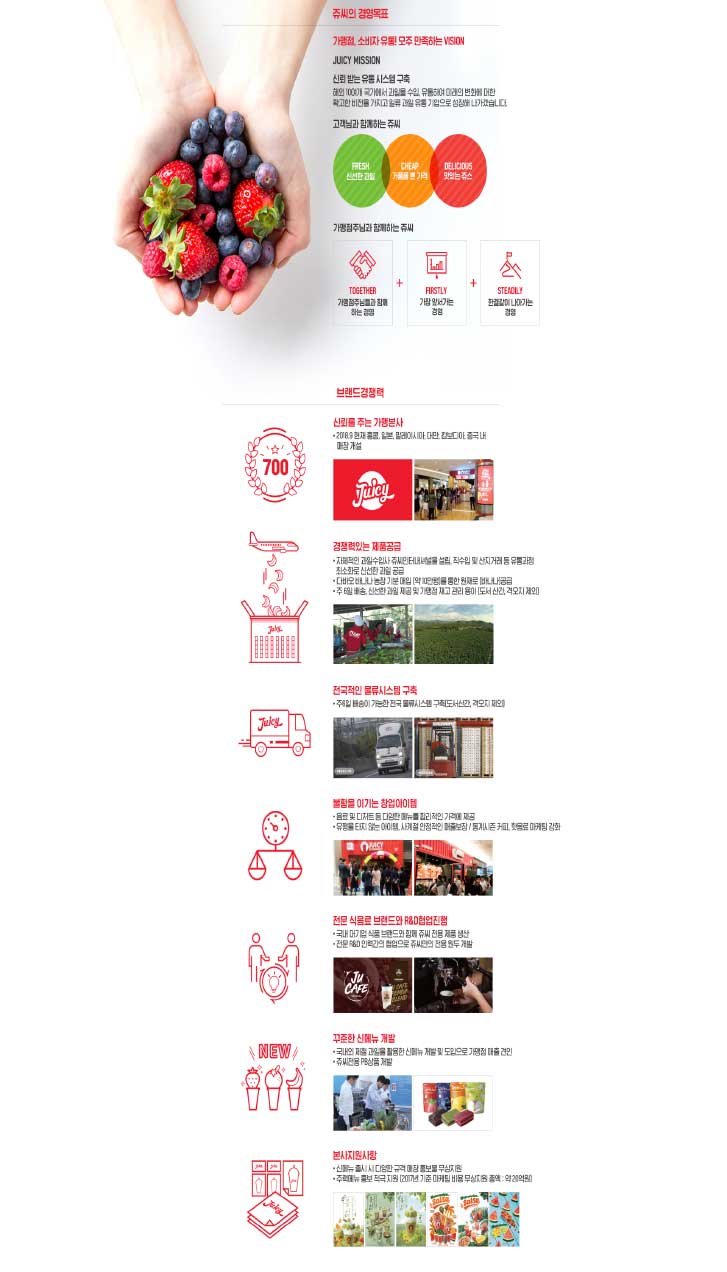 쥬씨의 경영목표
가맹점, 소비자 유통! 모두 만족하는 VISION
JUICY MISSION
신뢰 받는 유통 시스템 구축
해외 100여개 국가에서 과일을 수입, 유통하여 미래의 변화에 대한
확고한 비전을 가지고 일류 과일 유통 기업으로 성장해 나가겠습니다.
고객님과 함께하는 쥬씨
FRESH
신선한 과일
CHEAP
거품을 뺀 가격
DELICIOUS
맛있는 쥬스
가맹점주님과 함께하는 쥬씨
TOGETHER
가맹점주님들과 함께
하는 경영
+
FIRSTLY
가장 앞서가는
경영
+
STEADILY
한결같이 나아가는
경영
브랜드경쟁력
700
신뢰를 주는 가맹본사
• 2018.9 현재 홍콩, 일본, 말레이시아, 대만, 캄보디아, 중국 내
매장 개설
Juicy
경쟁력있는 제품공급
• 자체적인 과일수입사 쥬씨인터내셔널을 설립, 직수입 및 산지거래 등 유통과정
최소화로 신선한 과일 공급
• 다바오 바나나 농장 기분 매입 (약 10만평)를 통한 원재료 (바나나)공급
• 주 6일 배송, 신선한 과일 제공 및 가맹점 재고 관리 용이 (도서 산간, 격오지 제외)
Juicy
전국적인 물류시스템 구축
• 주6일 배송이 가능한 전국 물류시스템 구축(도서산간, 격오지 제외)
Juicy
불황을 이기는 창업아이템
• 음료 및 디저트 등 다양한 메뉴를 합리적인 가격에 제공
• 유행을 타지 않는 아이템, 사계절 안정적인 매출보장 / 동계시즌 커피, 핫음료 마케팅 강화
JUICY
전문 식음료 브랜드와 R&D협업진행
• 국내 대기업 식품 브랜드와 함께 쥬씨 전용 제품 생산
• 전문 R&D 인력간의 협업으로 쥬씨만의 전용 원두 개발
JU
CAFE
꾸준한 신메뉴 개발
• 국내외 제철 과일을 활용한 신메뉴 개발 및 도입으로 가맹점 매출 견인
• 쥬씨전용 PB상품 개발
NEW
본사지원사항
• 신메뉴 출시 시 다양한 규격 매장 홍보물 무상지원
• 주력메뉴 홍보 적극 지원 (2017년 기준 마케팅 비용 무상지원 총액 : 약 20억원)
Juicy